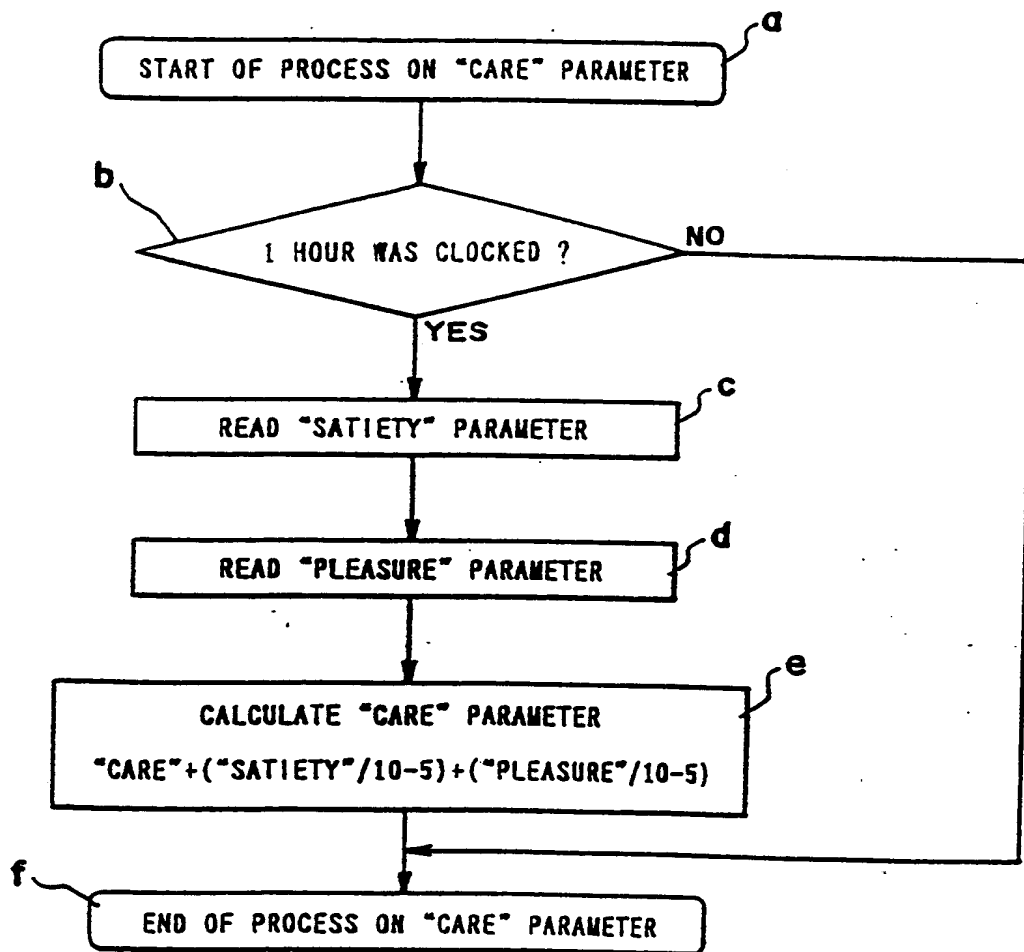 a
START OF PROCESS ON "CARE" PARAMETER
b
1 HOUR WAS CLOCKED ?
NO
YES
c
READ "SATIETY" PARAMETER
d
READ "PLEASURE" PARAMETER
e
CALCULATE "CARE" PARAMETER
"CARE"+("SATIETY"/10-5)+("PLEASURE"/10-5)
f
END OF PROCESS ON "CARE" PARAMETER